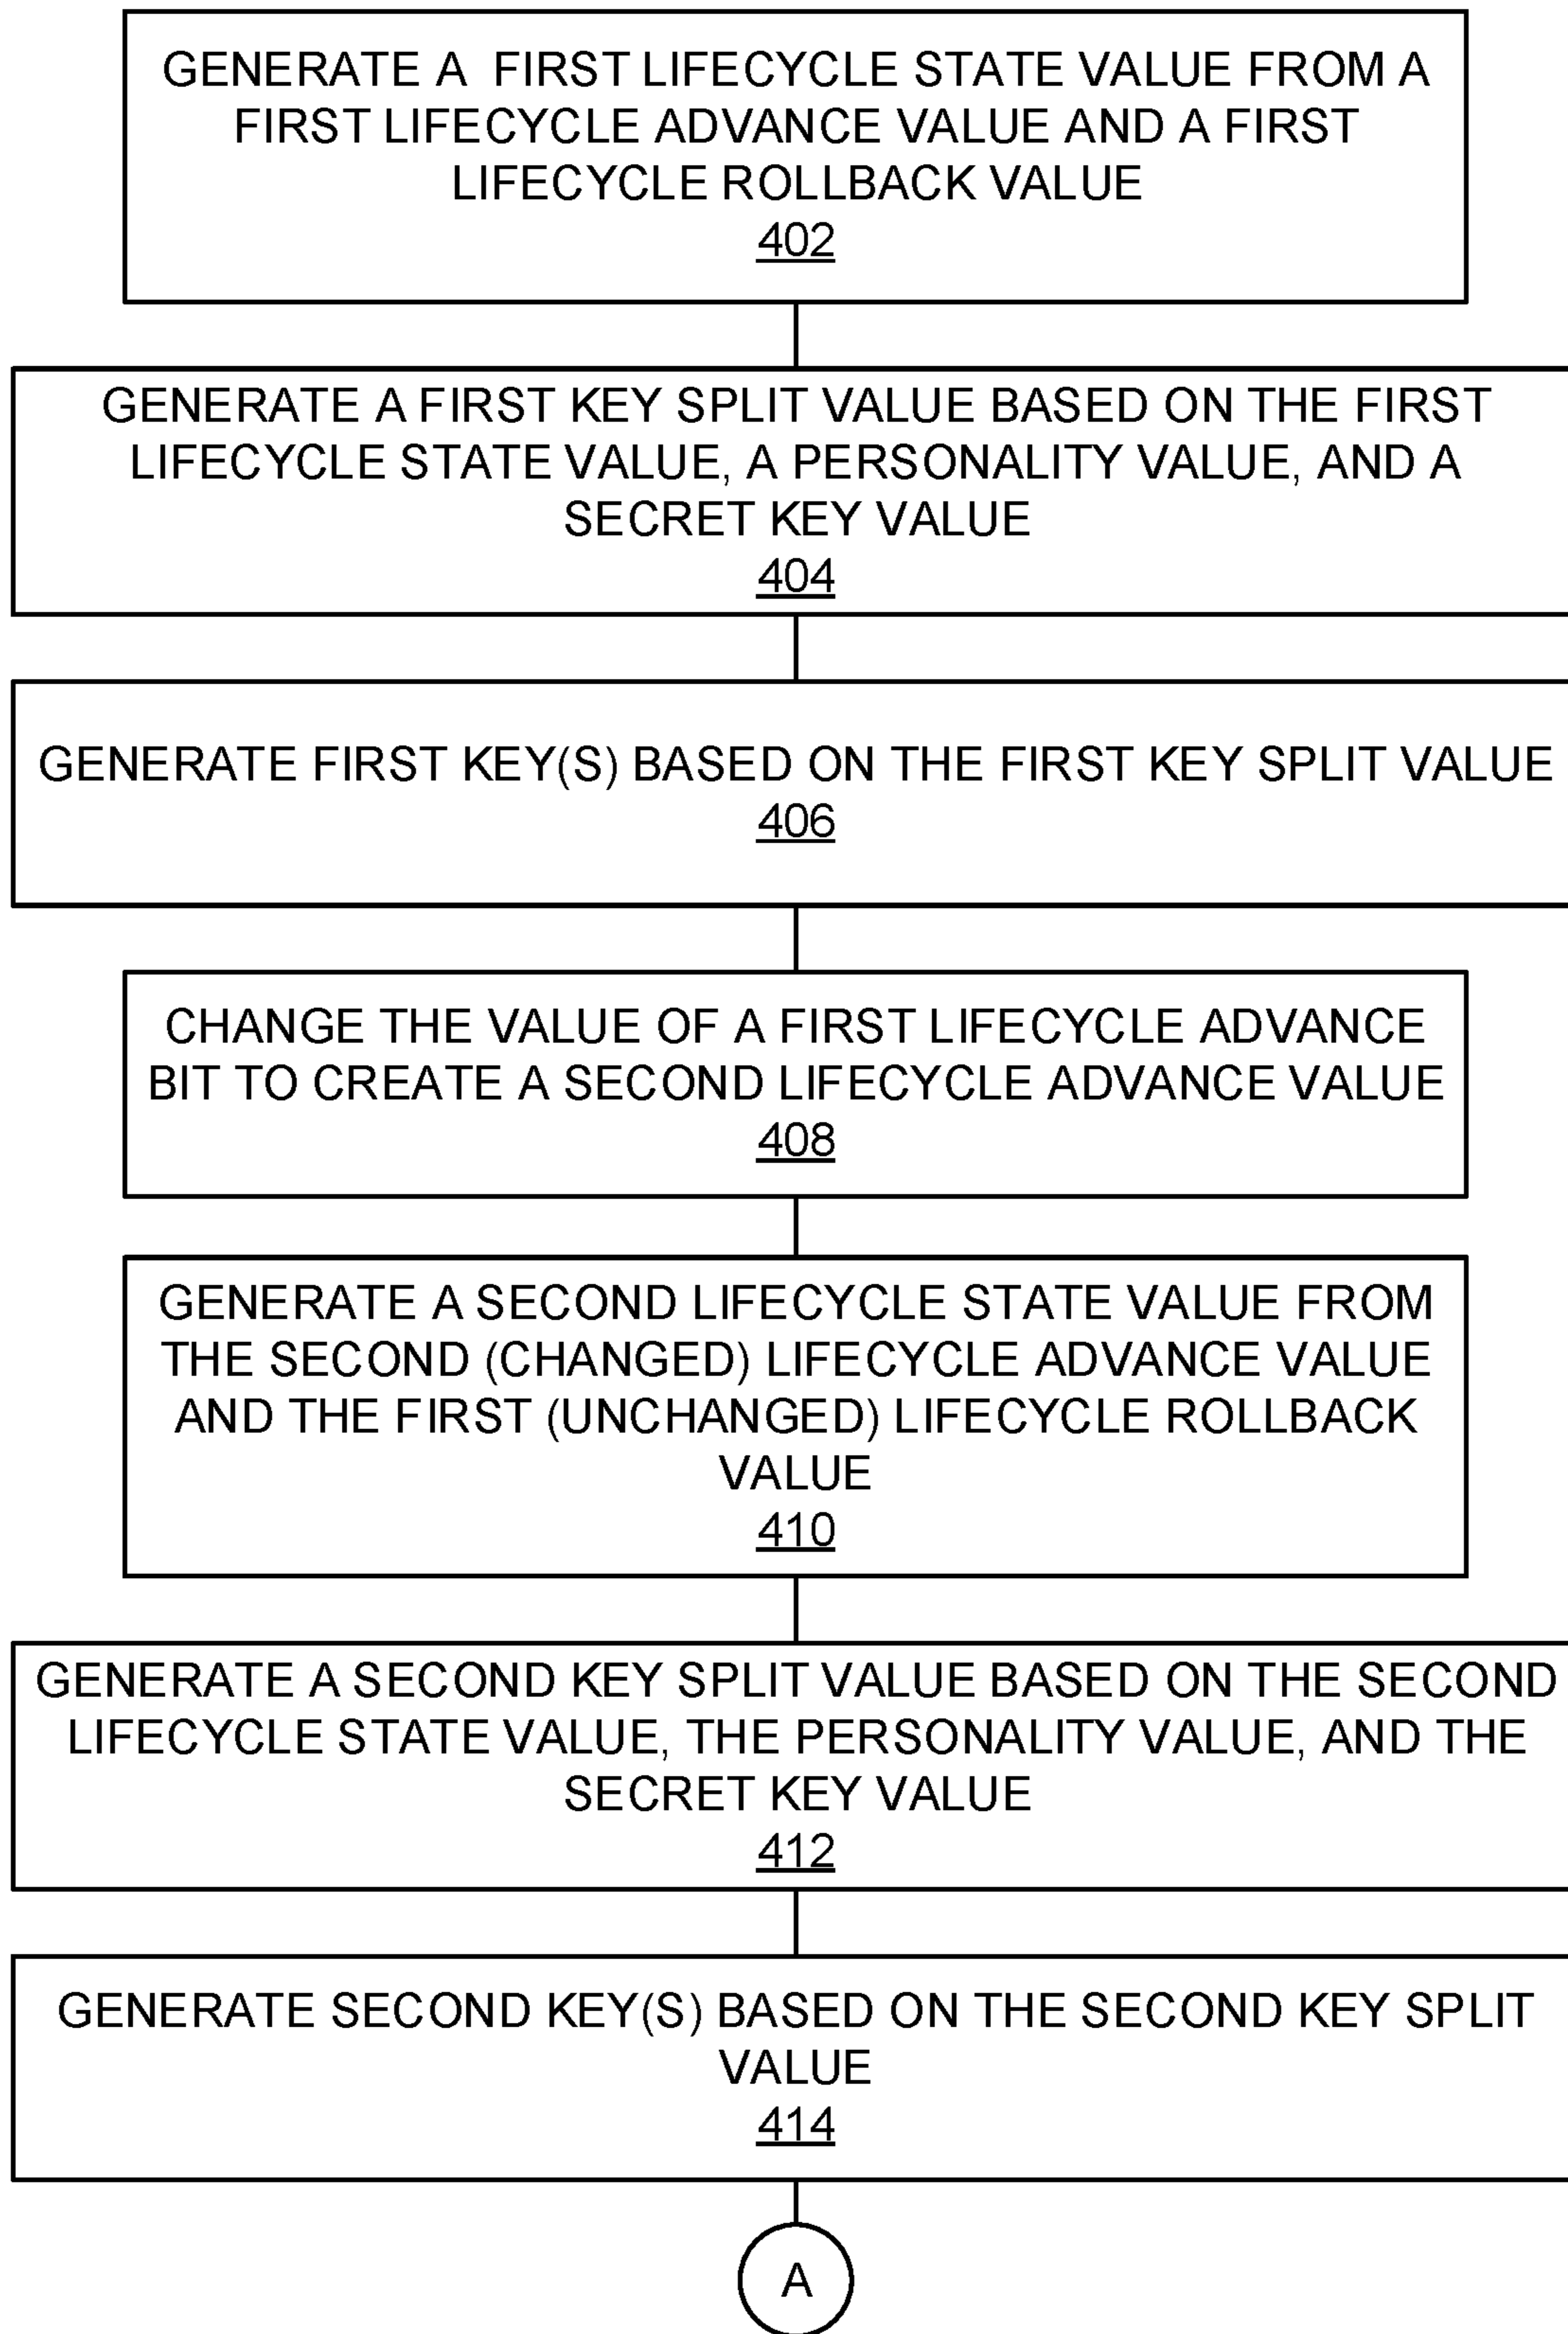 GENERATE A FIRST LIFECYCLE STATE VALUE FROM A
FIRST LIFECYCLE ADVANCE VALUE AND A FIRST
LIFECYCLE ROLLBACK VALUE
402
GENERATE A FIRST KEY SPLIT VALUE BASED ON THE FIRST
LIFECYCLE STATE VALUE, A PERSONALITY VALUE, AND A
SECRET KEY VALUE
404
GENERATE FIRST KEY(S) BASED ON THE FIRST KEY SPLIT VALUE
406
CHANGE THE VALUE OF A FIRST LIFECYCLE ADVANCE
BIT TO CREATE A SECOND LIFECYCLE ADVANCE VALUE
408
GENERATE A SECOND LIFECYCLE STATE VALUE FROM
THE SECOND (CHANGED) LIFECYCLE ADVANCE VALUE
AND THE FIRST (UNCHANGED) LIFECYCLE ROLLBACK
VALUE
410
GENERATE A SECOND KEY SPLIT VALUE BASED ON THE SECOND
LIFECYCLE STATE VALUE, THE PERSONALITY VALUE, AND THE
SECRET KEY VALUE
412
GENERATE SECOND KEY(S) BASED ON THE SECOND KEY SPLIT
VALUE
414
A